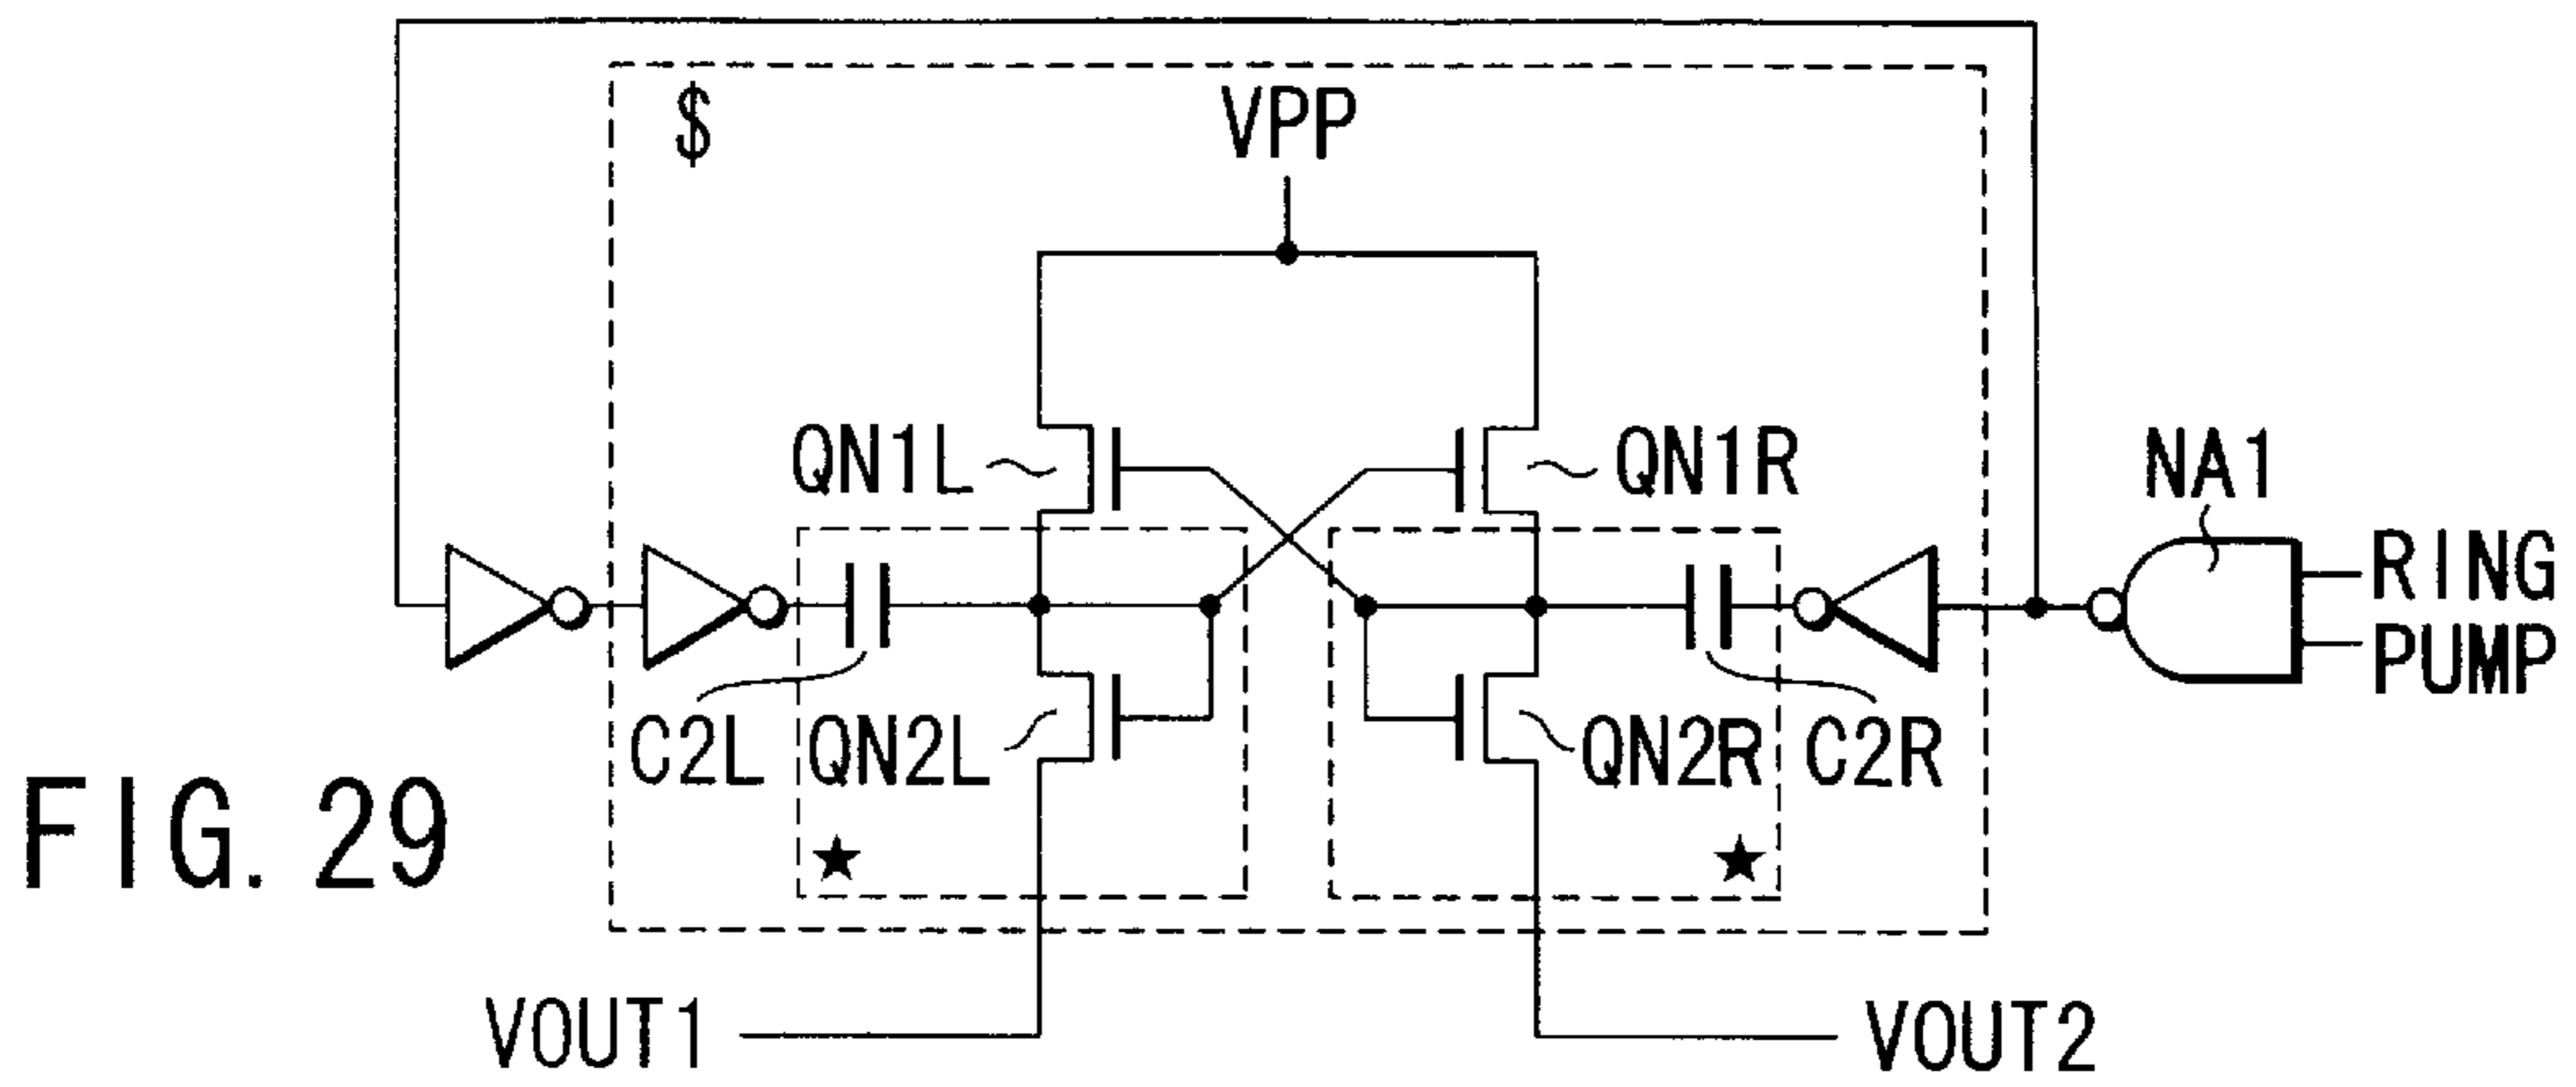 $
VPP
QN1L
QN1R
NA1
RING
PUMP
C2L
QN2L
QN2R
C2R
★
★
FIG. 29
VOUT1
VOUT2